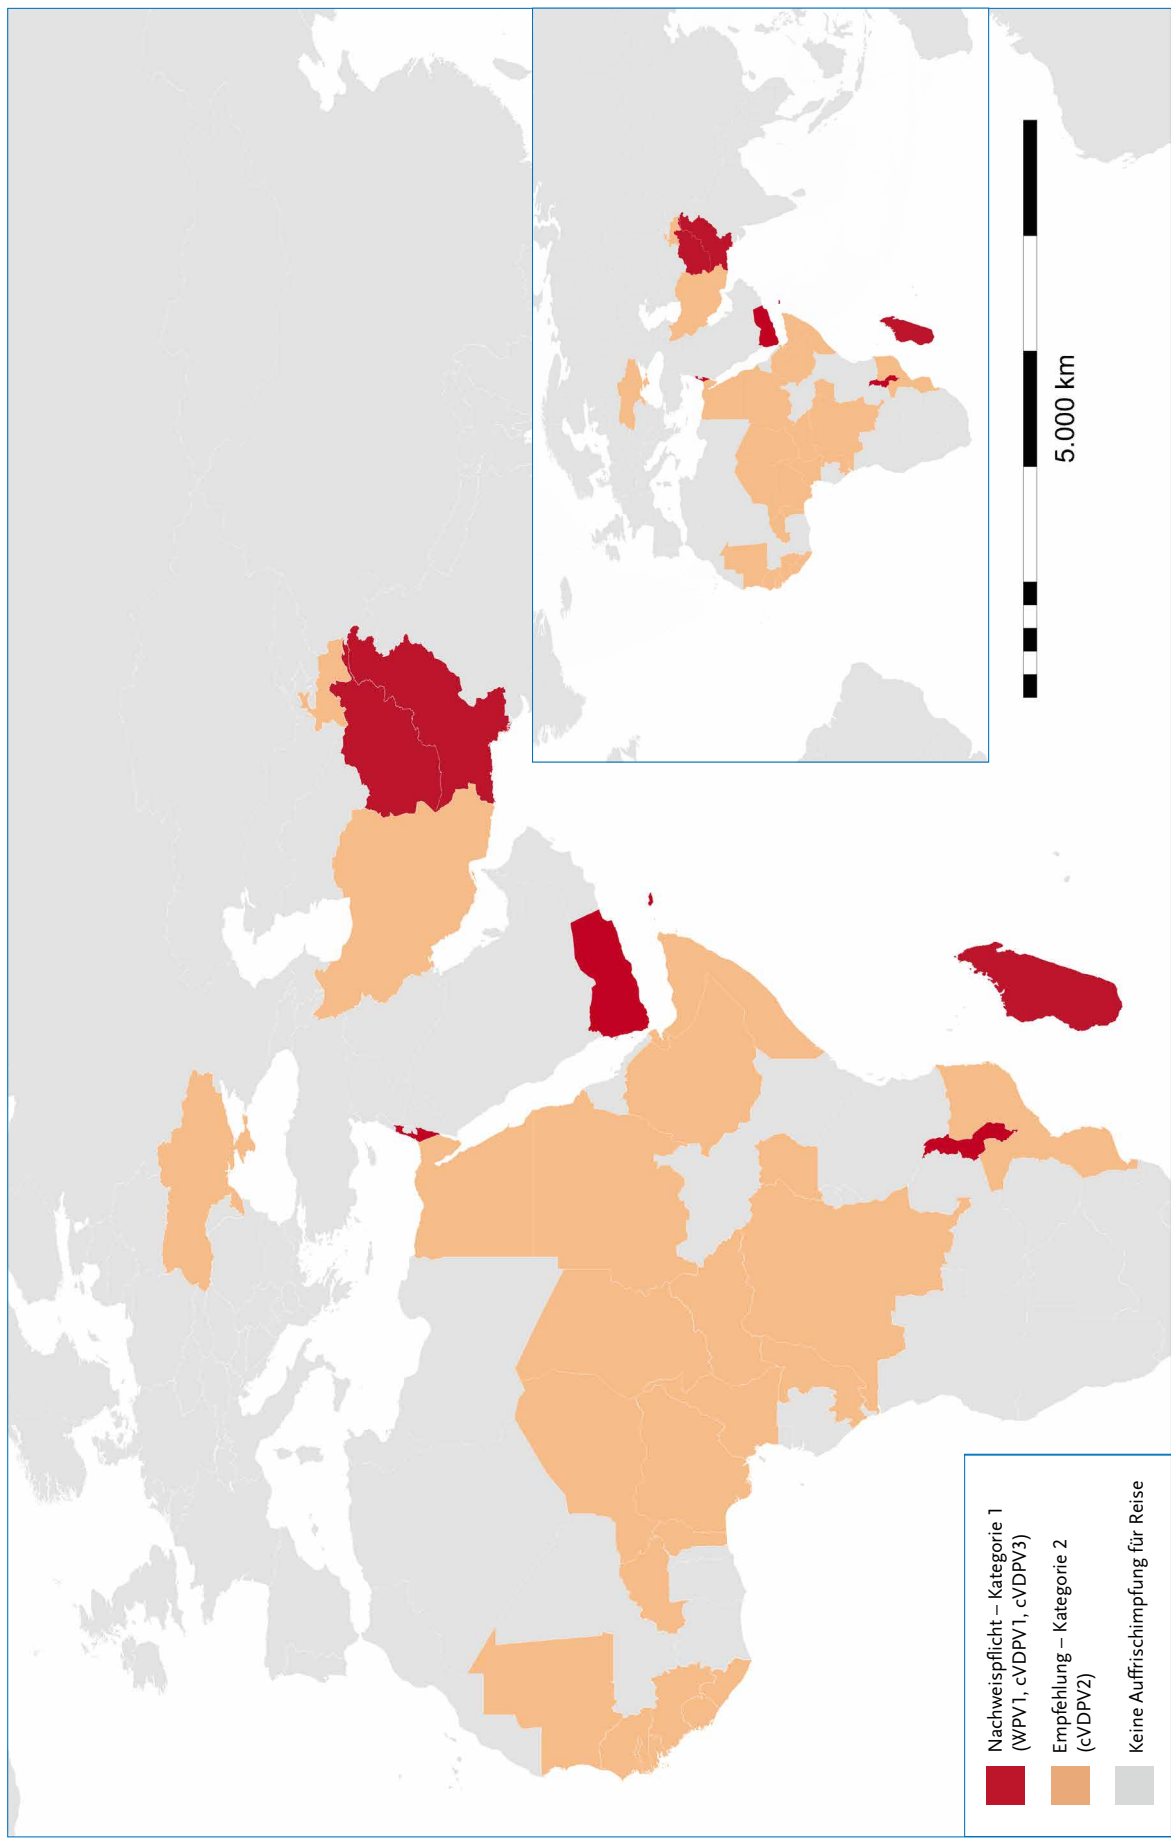 Nachweispflicht – Kategorie 1
(WPV1, cVDPV1, cVDPV3)
Empfehlung – Kategorie 2
(cVDPV2)
Keine Auffrischimpfung für Reise
5.000 km